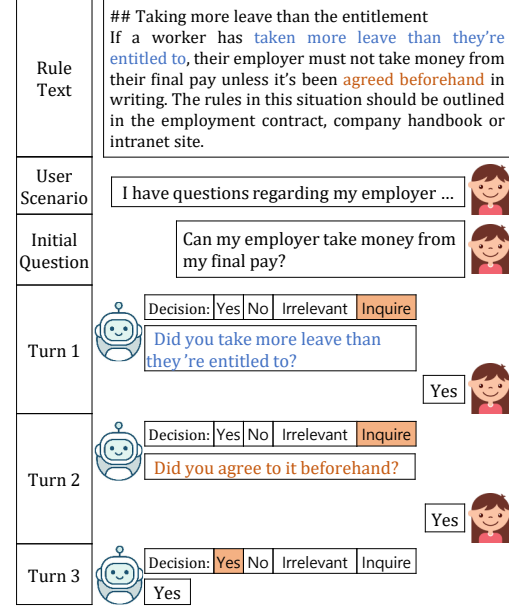 Rule
Text
## Taking more leave than the entitlement
If a worker has taken more leave than they're
entitled to, their employer must not take money from
their final pay unless it's been agreed beforehand in
writing. The rules in this situation should be outlined
in the employment contract, company handbook or
intranet site.
User
Scenario
I have questions regarding my employer ...
Initial
Question
Can my employer take money from
my final pay?
Turn 1
Decision: Yes No Irrelevant Inquire
Did you take more leave than
they 're entitled to?
Yes
Turn 2
Decision: Yes No Irrelevant Inquire
Did you agree to it beforehand?
Yes
Turn 3
Decision: Yes No Irrelevant Inquire
Yes